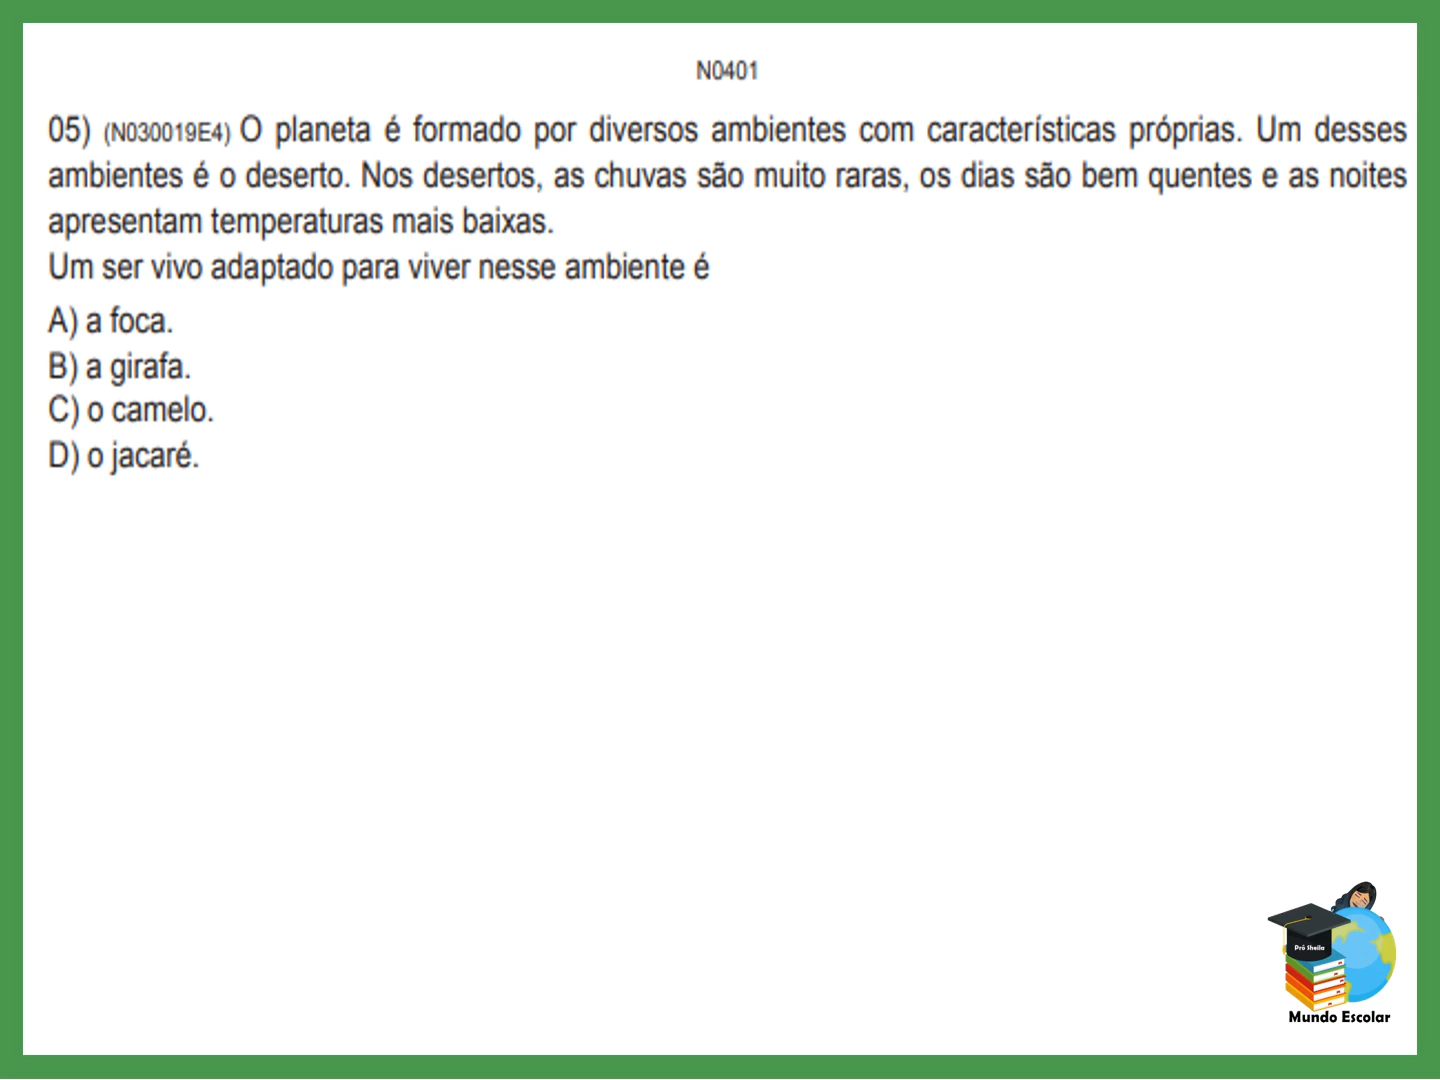 N0401
05) (N030019E4) O planeta é formado por diversos ambientes com características próprias. Um desses
ambientes é o deserto. Nos desertos, as chuvas são muito raras, os dias são bem quentes e as noites
apresentam temperaturas mais baixas.
Um ser vivo adaptado para viver nesse ambiente é
A) a foca.
B) a girafa.
C) o camelo.
D) o jacaré.
Pró Sheila
Mundo Escolar